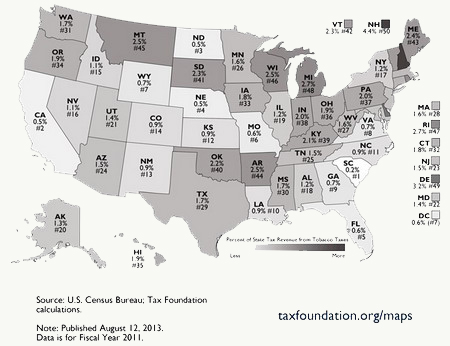 WA
1.7%
#31
OR
1.9%
#34
CA
0.5%
#2
NV
1.1%
#16
ID
1.1%
#15
MT
2.5%
#45
WY
0.7%
#7
UT
1.4%
#21
AZ
1.5%
#24
CO
0.9%
#14
NM
0.9%
#13
ND
0.5%
#3
SD
2.3%
#41
NE
0.5%
#4
KS
0.9%
#12
OK
2.2%
#40
TX
1.7%
#29
MN
1.6%
#26
IA
1.8%
#33
MO
0.6%
#6
AR
2.5%
#44
LA
0.9% #10
WI
2.5%
#46
IL
1.2%
#19
MI
2.7%
#48
IN
2.0%
#38
OH
1.9%
#36
KY
2.1% #39
TN 1.5%
#25
MS
1.7%
#30
AL
1.2%
#18
GA
0.7%
#9
FL
0.6%
#5
SC
0.2%
#1
NC
0.9% #11
VA
0.7%
#8
WV
1.6%
#27
PA
2.0%
#37
NY
1.2%
#17
VT
2.3% #42
NH
4.4% #50
ME
2.4%
#43
MA
1.6% #28
RI
2.7% #47
CT
1.8% #32
NJ
1.5% #23
DE
3.2% #49
MD
1.4% #22
DC
0.6% (#7)
AK
1.3%
#20
HI
1.9%
#35
Percent of State Tax Revenue from Tobacco Taxes
Less More
Source: U.S. Census Bureau; Tax Foundation
calculations.
Note: Published August 12, 2013.
Data is for Fiscal Year 2011.
taxfoundation.org/maps